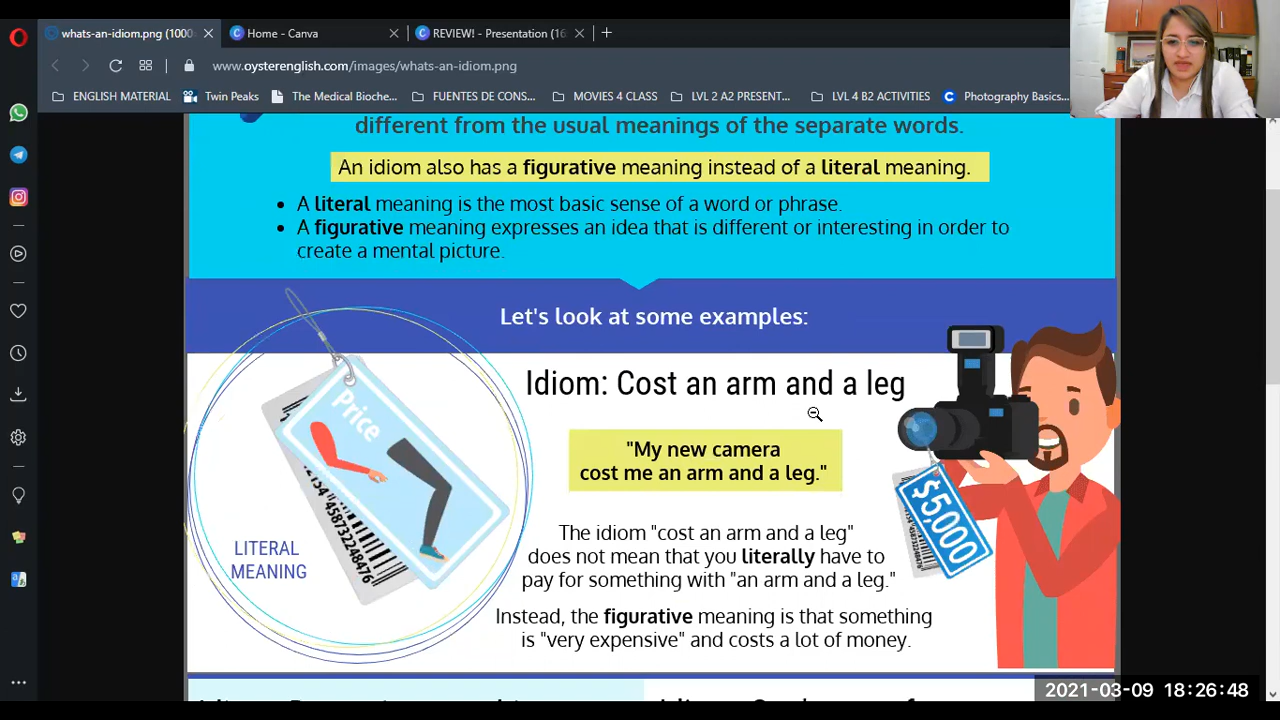 whats-an-idiom.png (1000
Home - Canva
REVIEW! - Presentation (16
www.oysterenglish.com/images/whats-an-idiom.png
ENGLISH MATERIAL
Twin Peaks
The Medical Bioche...
FUENTES DE CONS...
MOVIES 4 CLASS
LVL 2 A2 PRESENT...
LVL 4 B2 ACTIVITIES
Photography Basics...
different from the usual meanings of the separate words.
An idiom also has a figurative meaning instead of a literal meaning.
• A literal meaning is the most basic sense of a word or phrase.
• A figurative meaning expresses an idea that is different or interesting in order to
create a mental picture.
Let's look at some examples:
Price
LITERAL
MEANING
Idiom: Cost an arm and a leg
"My new camera
cost me an arm and a leg."
The idiom "cost an arm and a leg"
does not mean that you literally have to
pay for something with "an arm and a leg."
Instead, the figurative meaning is that something
is "very expensive" and costs a lot of money.
$5,000
2021-03-09 18:26:48